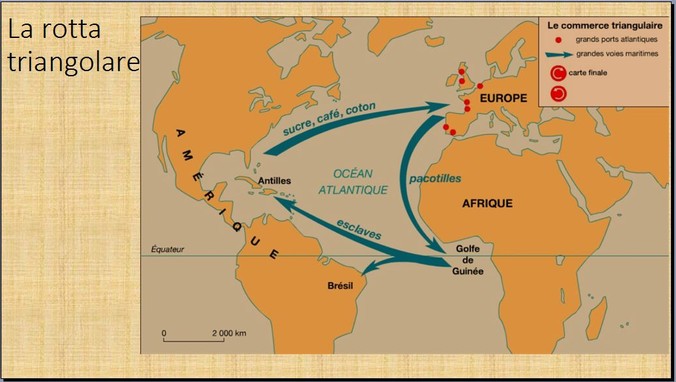 La rotta
triangolare
Le commerce triangulaire
grands ports atlantiques
grandes voies maritimes
carte finale
EUROPE
sucre, café, coton
AMÉRIQUE
Antilles
OCÉAN
ATLANTIQUE
pacotilles
AFRIQUE
esclaves
Équateur
Golfe
de
Guinée
Brésil
0 2 000 km